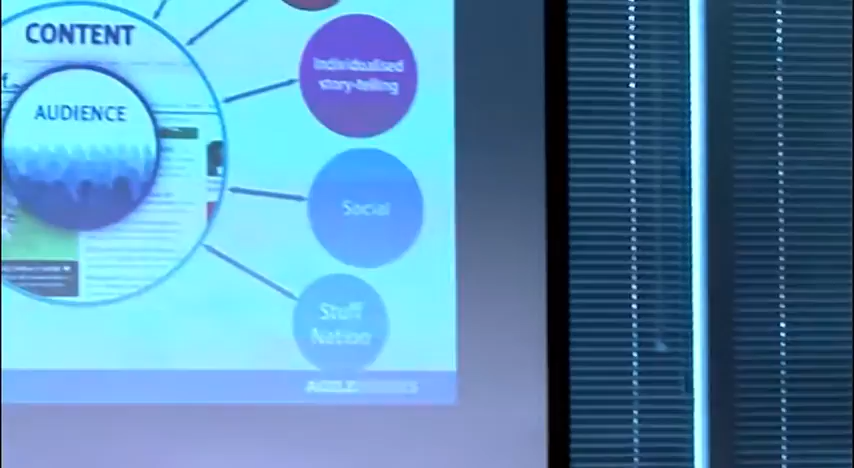 CONTENT
Individualised
story-telling
AUDIENCE
Social
Stuff
Nation